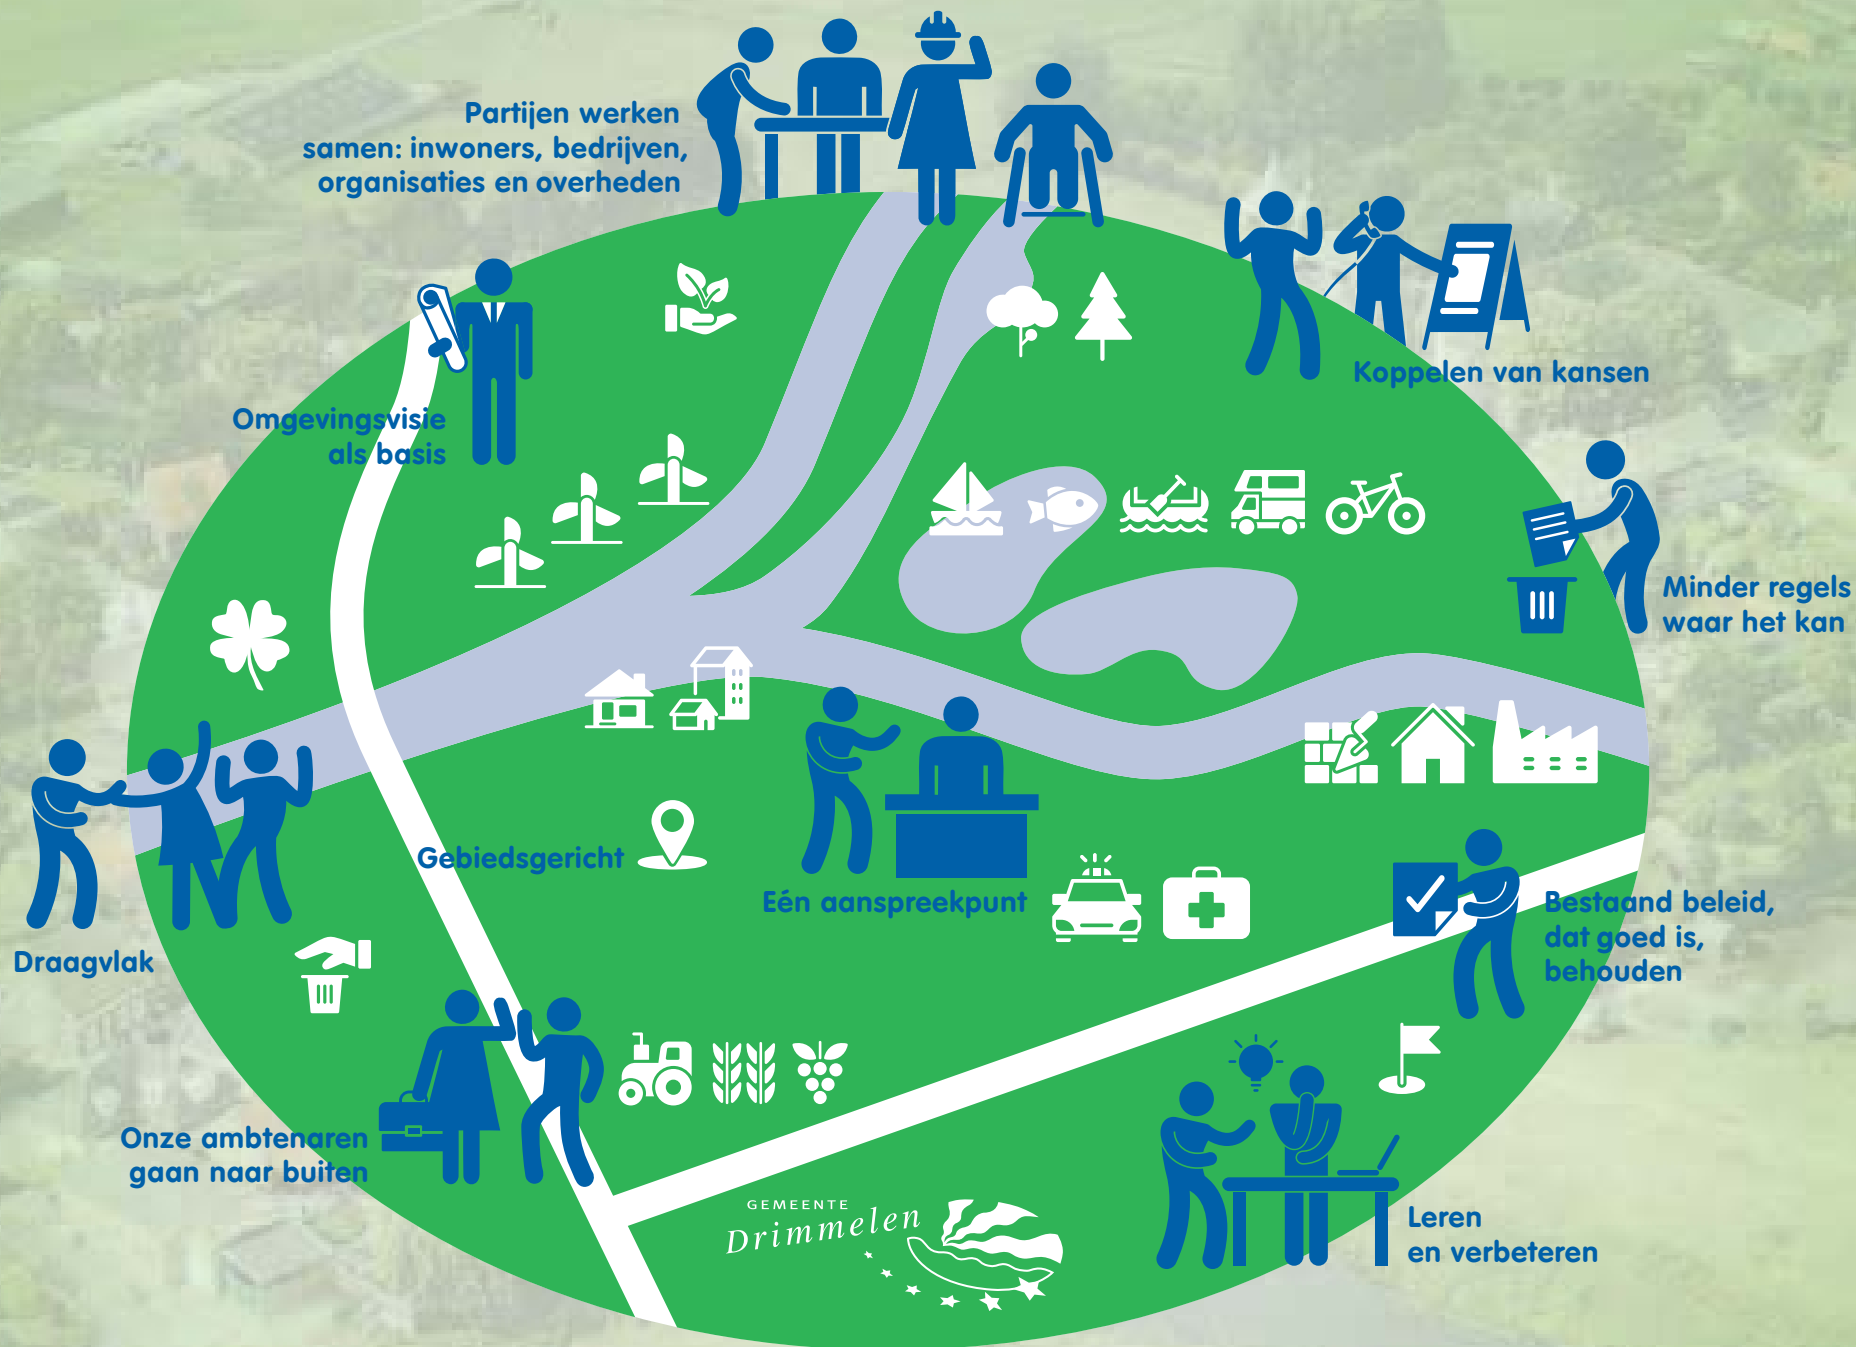 Partijen werken
samen: inwoners, bedrijven,
organisaties en overheden
Koppelen van kansen
Omgevingsvisie
als basis
Minder regels
waar het kan
Gebiedsgericht
Eén aanspreekpunt
Bestaand beleid,
dat goed is,
behouden
Draagvlak
Onze ambtenaren
gaan naar buiten
Leren
en verbeteren
GEMEENTE
Drimmelen